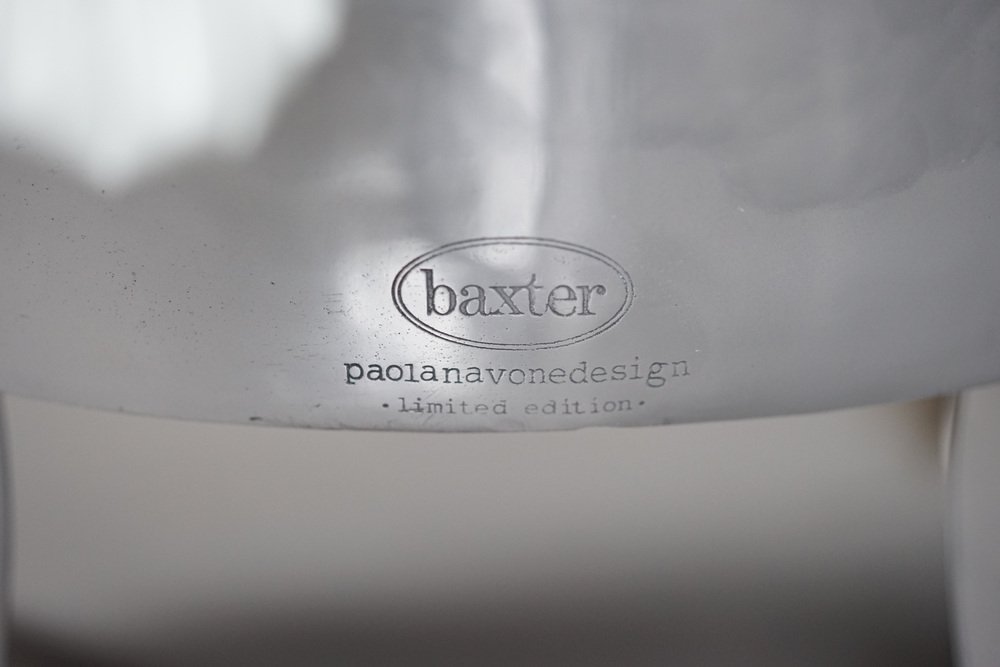 baxter
paolanavonedesign
·limited edition·